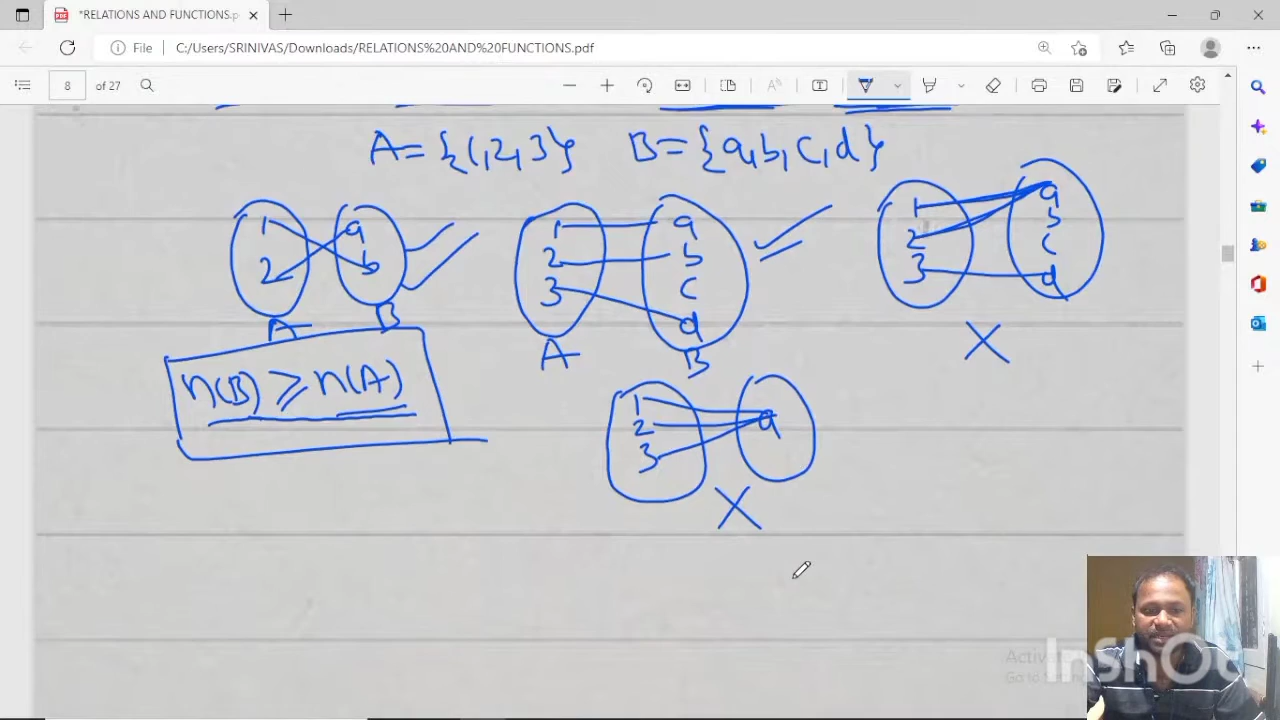 *RELATIONS AND FUNCTIONS.p
File C:/Users/SRINIVAS/Downloads/RELATIONS%20AND%20FUNCTIONS.pdf
8 of 27
A = {1, 2, 3} B = {a, b, c, d}
1 a
2 b
A B
1 a
2 b
3 c
d
A B
1 a
2 b
3 c
d
X
n(B) ≥ n(A)
1 a
2
3
X
InShOt